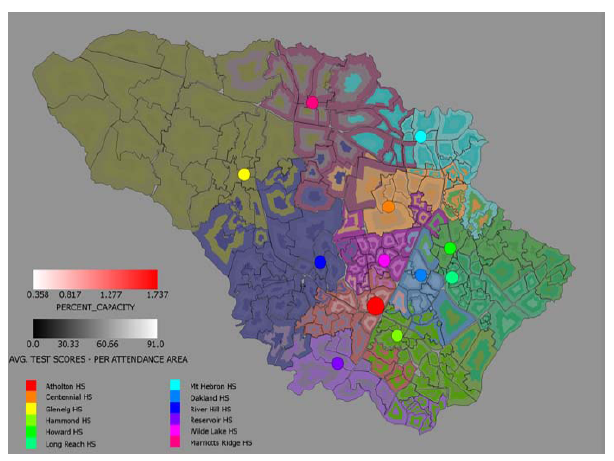 0.358 0.817 1.277 1.737
PERCENT_CAPACITY
0.0 30.33 60.66 91.0
AVG. TEST SCORES - PER ATTENDANCE AREA
Atholton HS
Centennial HS
Glenelg HS
Hammond HS
Howard HS
Long Reach HS
Mt Hebron HS
Oakland HS
River Hill HS
Reservoir HS
Wilde Lake HS
Marriotts Ridge HS